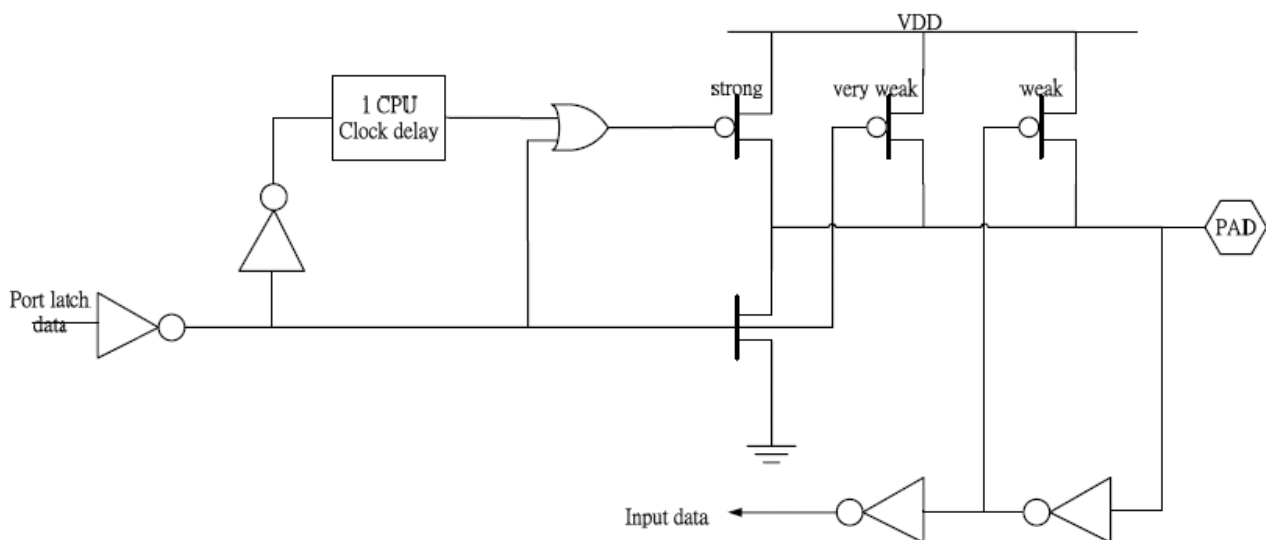 VDD
strong
very weak
weak
1 CPU
Clock delay
PAD
Port latch
data
Input data